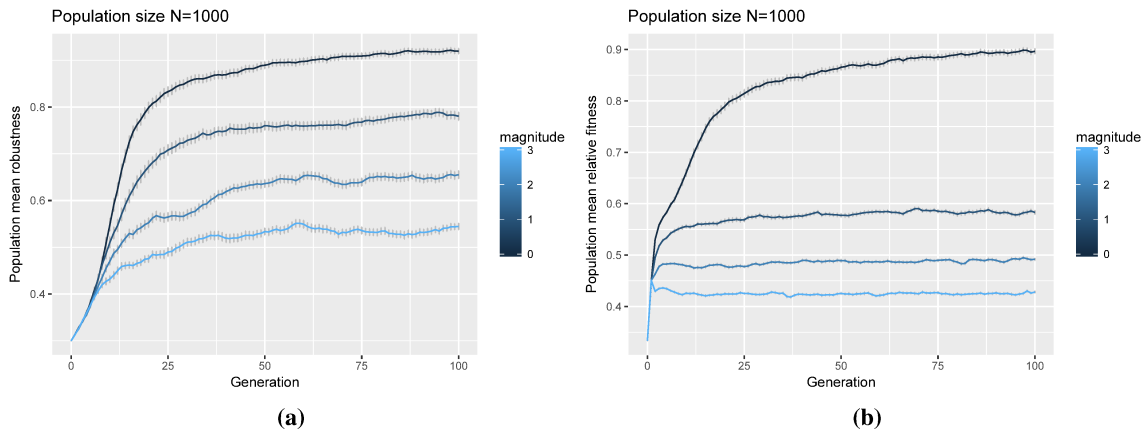 Population size N=1000
Population mean robustness
0.8
0.6
0.4
0
25
50
75
100
Generation
magnitude
3
2
1
0
(a)
Population size N=1000
Population mean relative fitness
0.9
0.8
0.7
0.6
0.5
0.4
0
25
50
75
100
Generation
magnitude
3
2
1
0
(b)